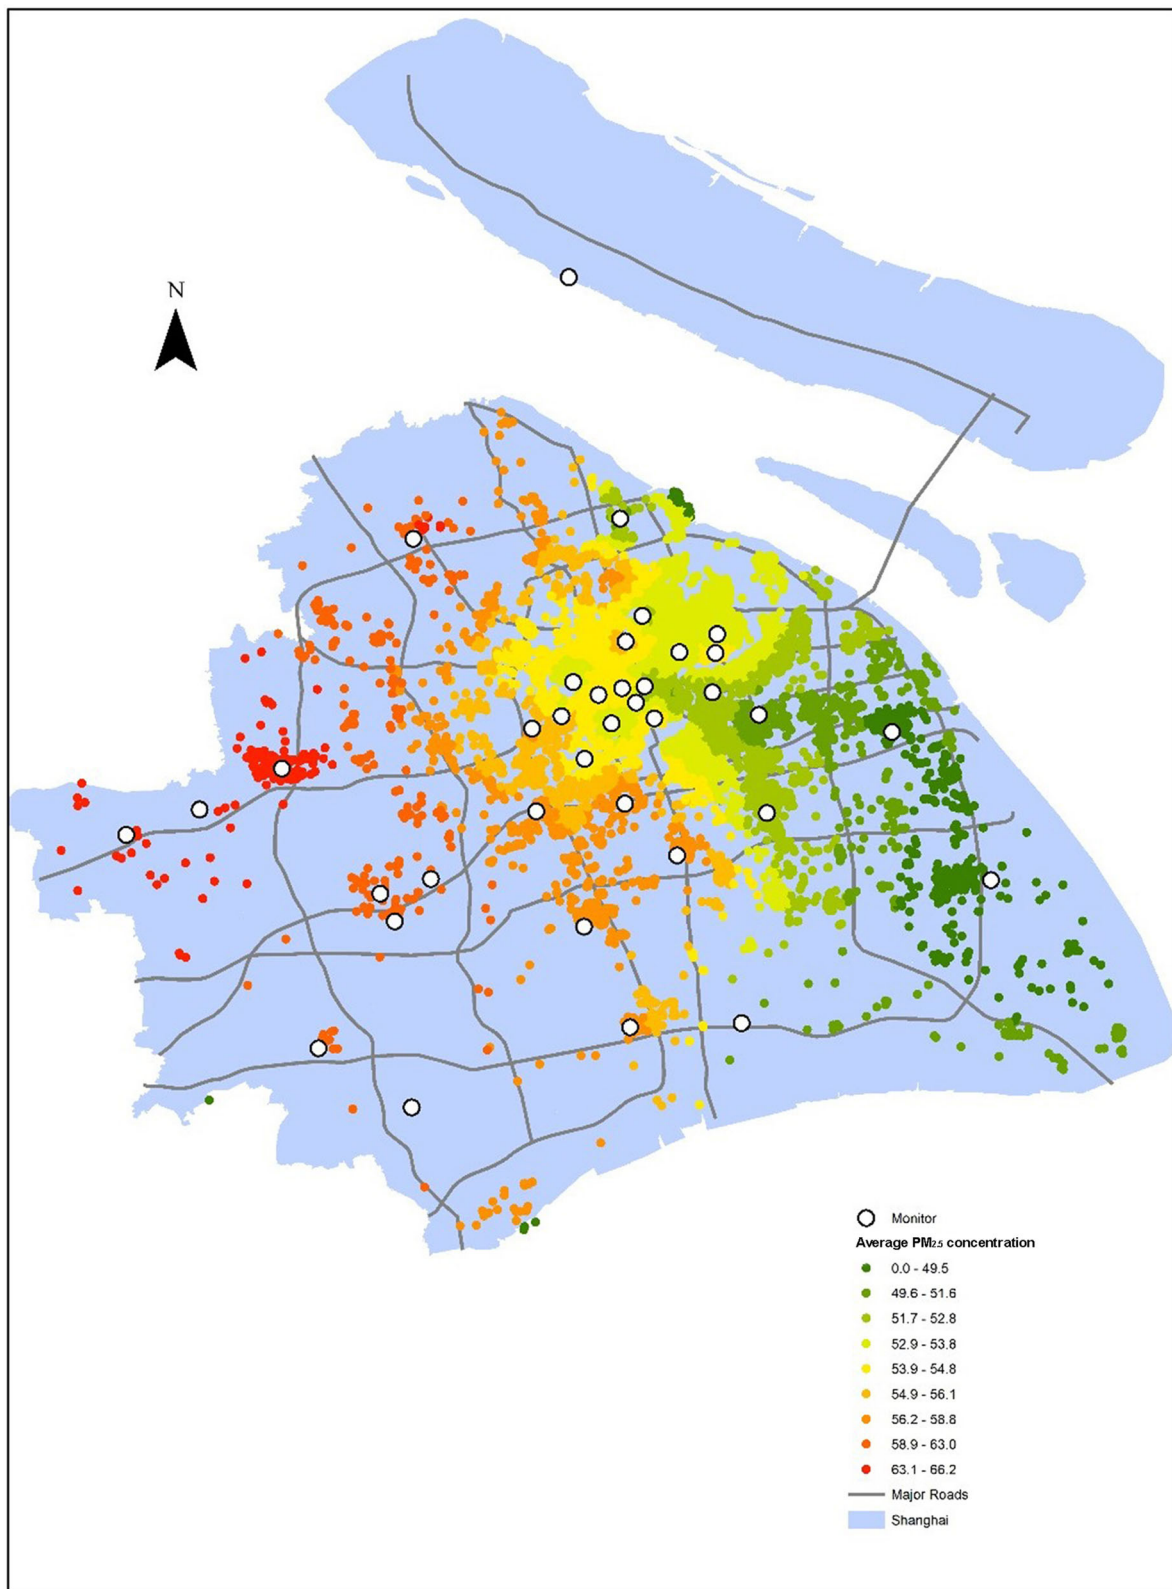 N
Monitor
Average PM2.5 concentration
0.0 - 49.5
49.6 - 51.6
51.7 - 52.8
52.9 - 53.8
53.9 - 54.8
54.9 - 56.1
56.2 - 58.8
58.9 - 63.0
63.1 - 66.2
Major Roads
Shanghai